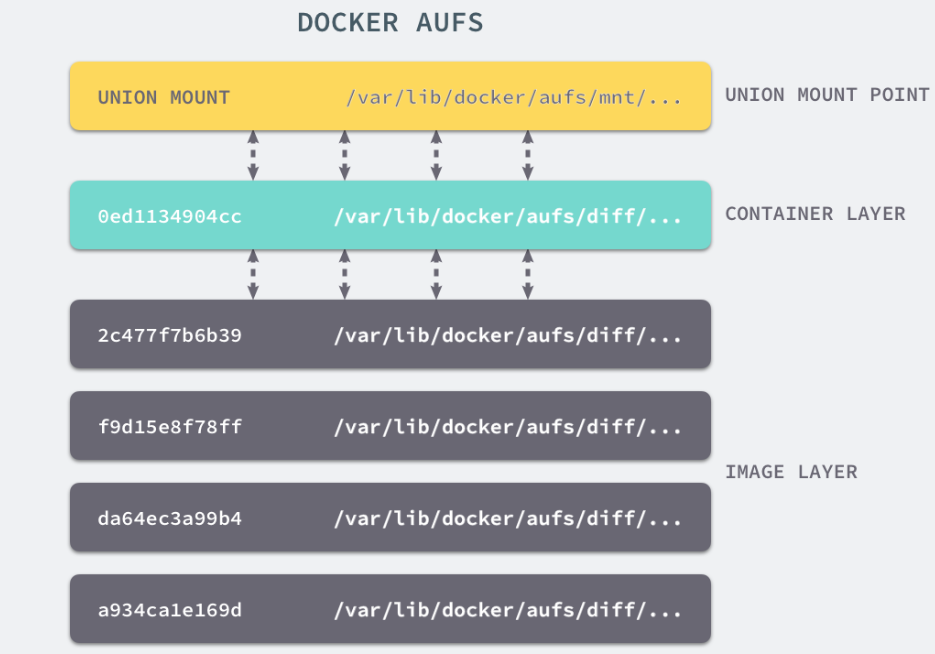 DOCKER AUFS
UNION MOUNT /var/lib/docker/aufs/mnt/... UNION MOUNT POINT
0ed1134904cc /var/lib/docker/aufs/diff/... CONTAINER LAYER
2c477f7b6b39 /var/lib/docker/aufs/diff/...
f9d15e8f78ff /var/lib/docker/aufs/diff/...
IMAGE LAYER
da64ec3a99b4 /var/lib/docker/aufs/diff/...
a934ca1e169d /var/lib/docker/aufs/diff/...